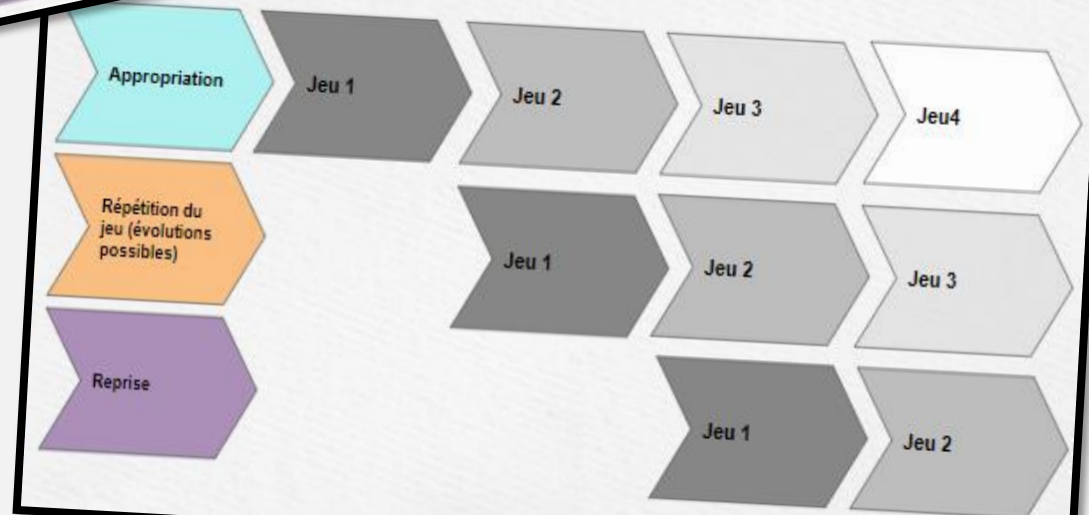 Appropriation
Jeu 1
Jeu 2
Jeu 3
Jeu4
Répétition du
jeu (évolutions
possibles)
Jeu 1
Jeu 2
Jeu 3
Reprise
Jeu 1
Jeu 2